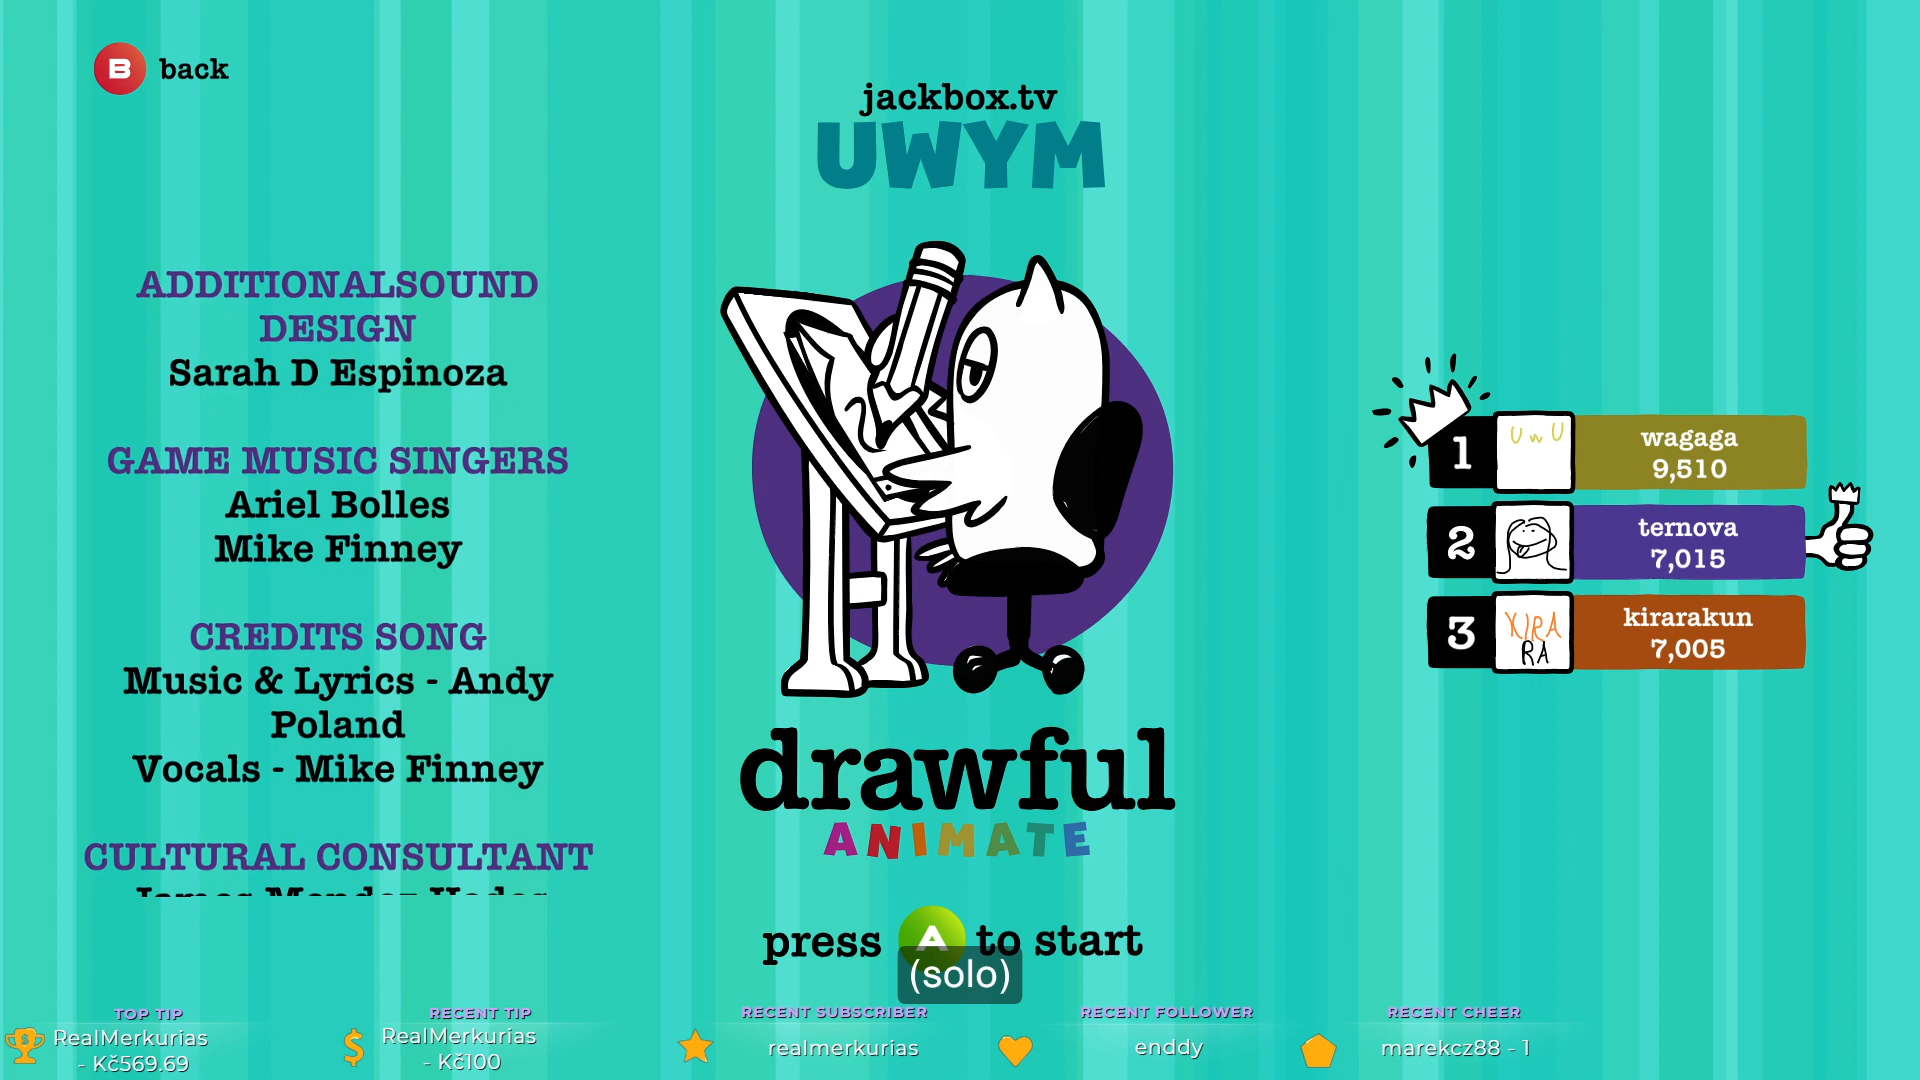 B back
jackbox.tv
UWYM
ADDITIONALSOUND
DESIGN
Sarah D Espinoza
GAME MUSIC SINGERS
Ariel Bolles
Mike Finney
CREDITS SONG
Music & Lyrics - Andy
Poland
Vocals - Mike Finney
CULTURAL CONSULTANT
drawful
ANIMATE
press A to start
(solo)
1 UwU wagaga
9,510
2 ternova
7,015
3 KIRA
RA kirarakun
7,005
TOP TIP
RealMerkurias
- Kč569.69
RECENT TIP
RealMerkurias
- Kč100
RECENT SUBSCRIBER
realmerkurias
RECENT FOLLOWER
enddy
RECENT CHEER
marekcz88 - 1